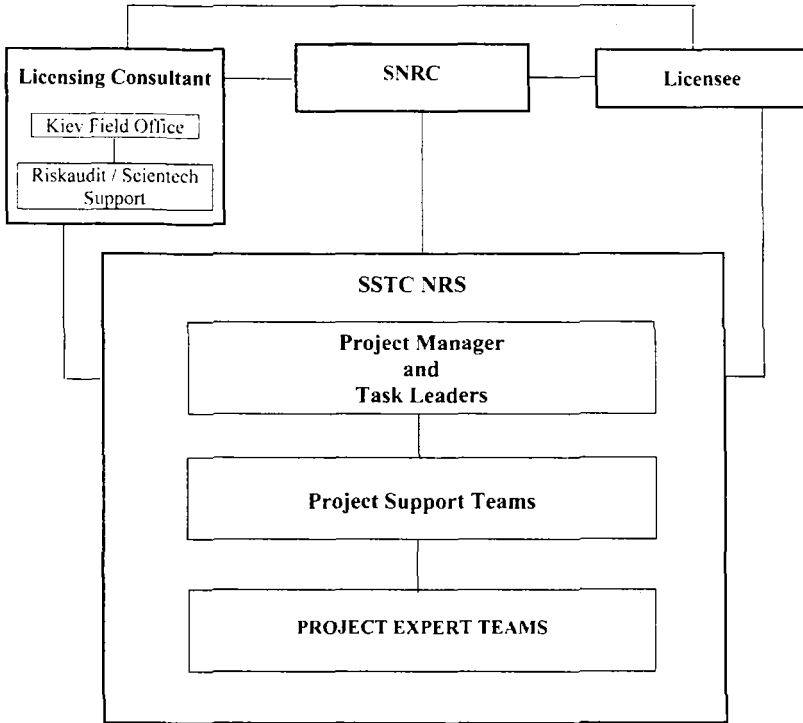 Licensing Consultant
Kiev Field Office
Riskaudit / Scientech
Support
SNRC
Licensee
SSTC NRS
Project Manager
and
Task Leaders
Project Support Teams
PROJECT EXPERT TEAMS